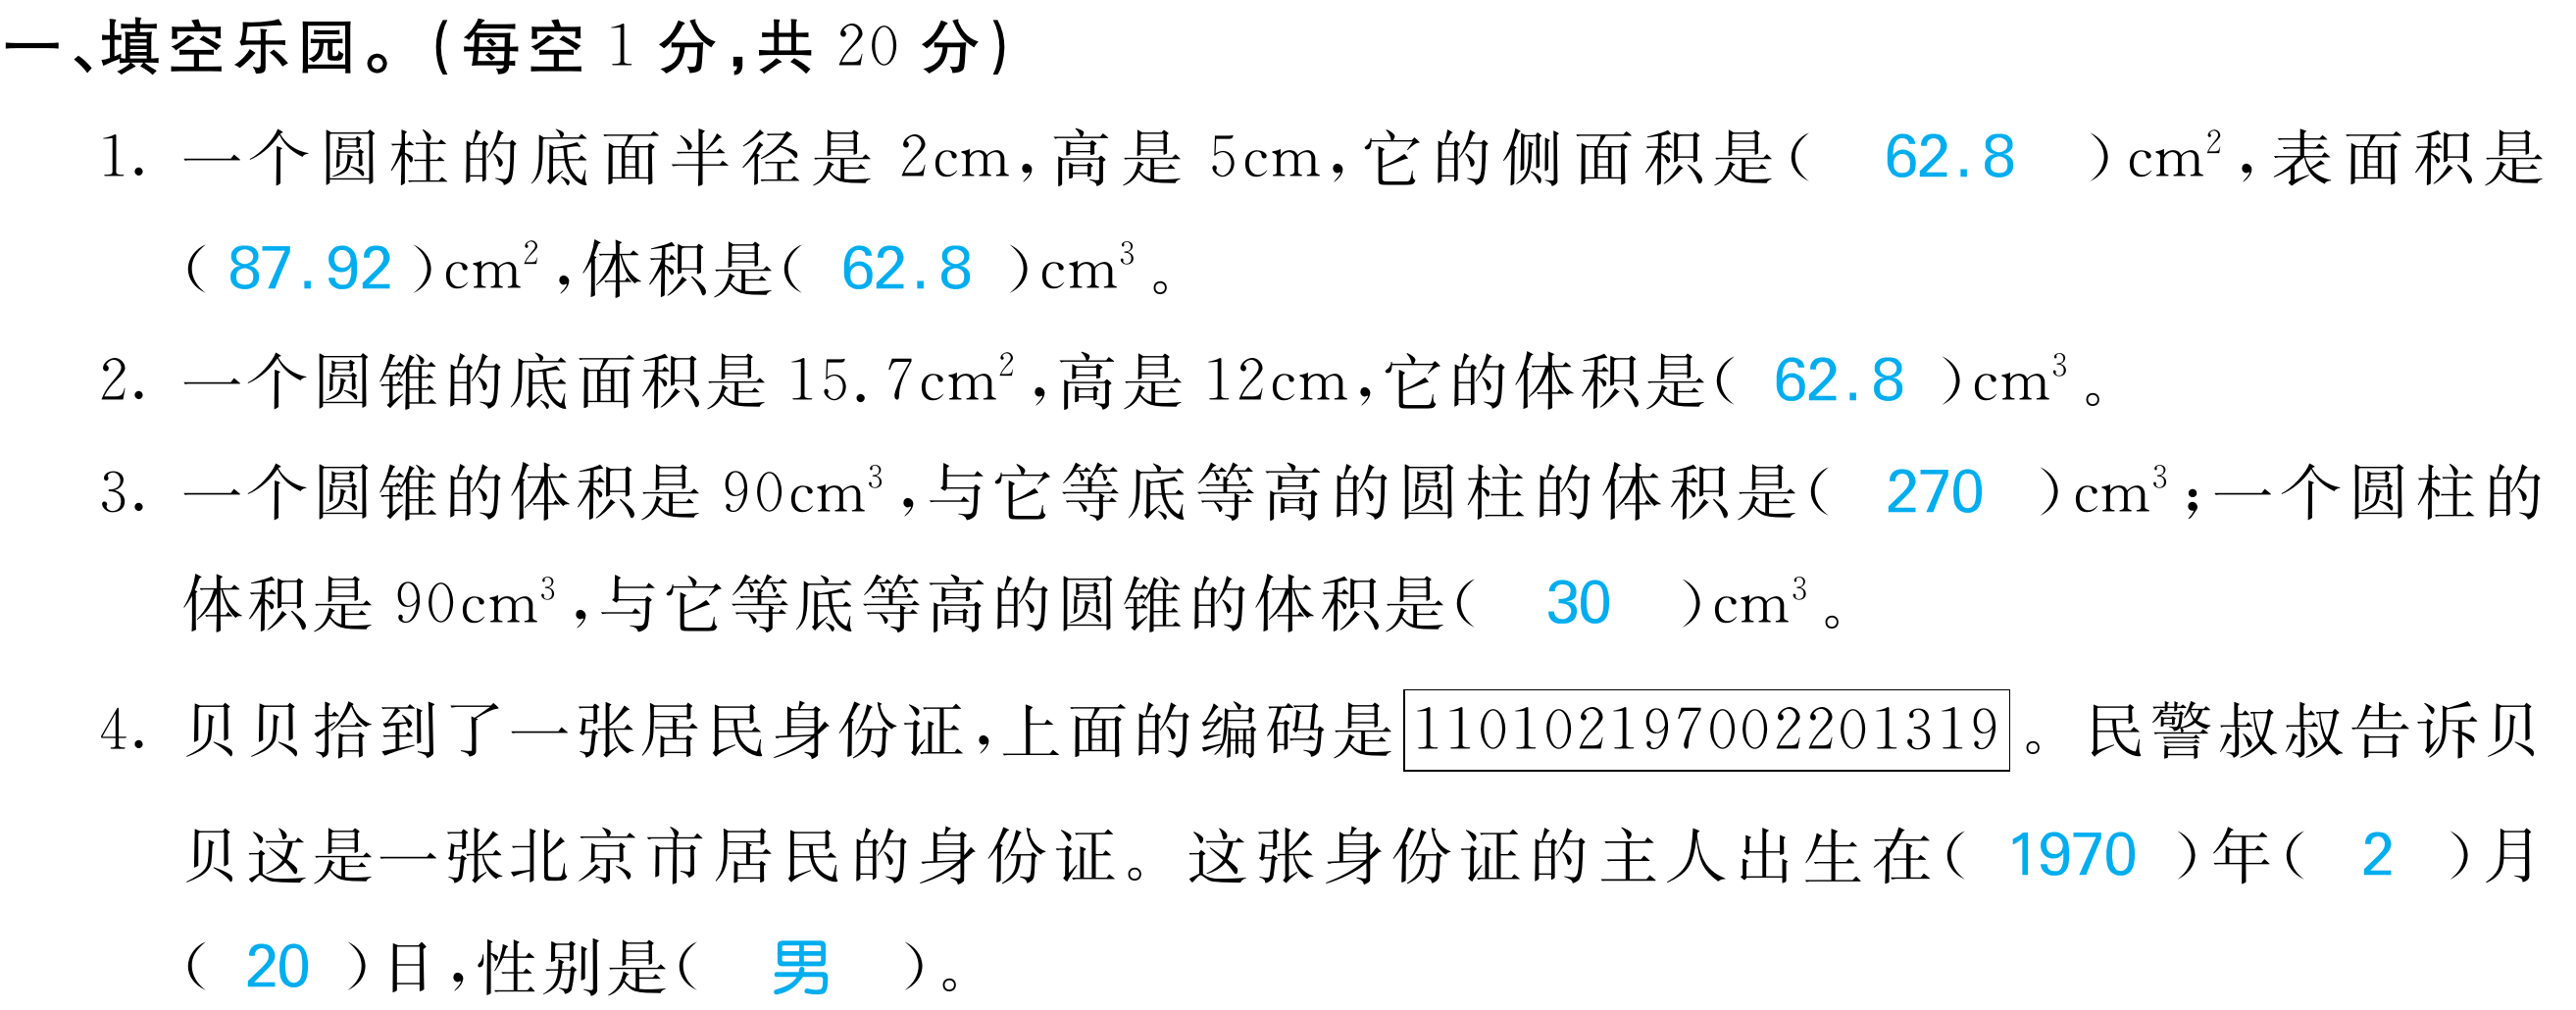 一、填空乐园。(每空 1 分,共 20 分)
1. 一个圆柱的底面半径是 2cm,高是 5cm,它的侧面积是( 62.8 )cm²,表面积是
( 87.92 )cm²,体积是( 62.8 )cm³。
2. 一个圆锥的底面积是 15.7cm²,高是 12cm,它的体积是( 62.8 )cm³。
3. 一个圆锥的体积是 90cm³,与它等底等高的圆柱的体积是( 270 )cm³;一个圆柱的
体积是 90cm³,与它等底等高的圆锥的体积是( 30 )cm³。
4. 贝贝拾到了一张居民身份证,上面的编码是 110102197002201319 。民警叔叔告诉贝
贝这是一张北京市居民的身份证。这张身份证的主人出生在( 1970 )年( 2 )月
( 20 )日,性别是( 男 )。